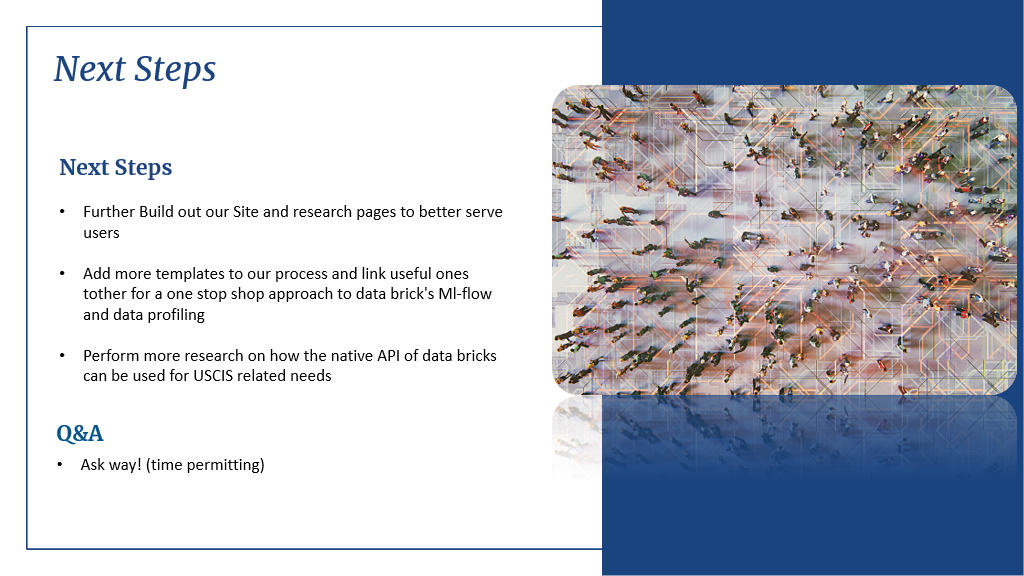 Next Steps
Next Steps
• Further Build out our Site and research pages to better serve
users
• Add more templates to our process and link useful ones
tother for a one stop shop approach to data brick's Ml-flow
and data profiling
• Perform more research on how the native API of data bricks
can be used for USCIS related needs
Q&A
• Ask way! (time permitting)